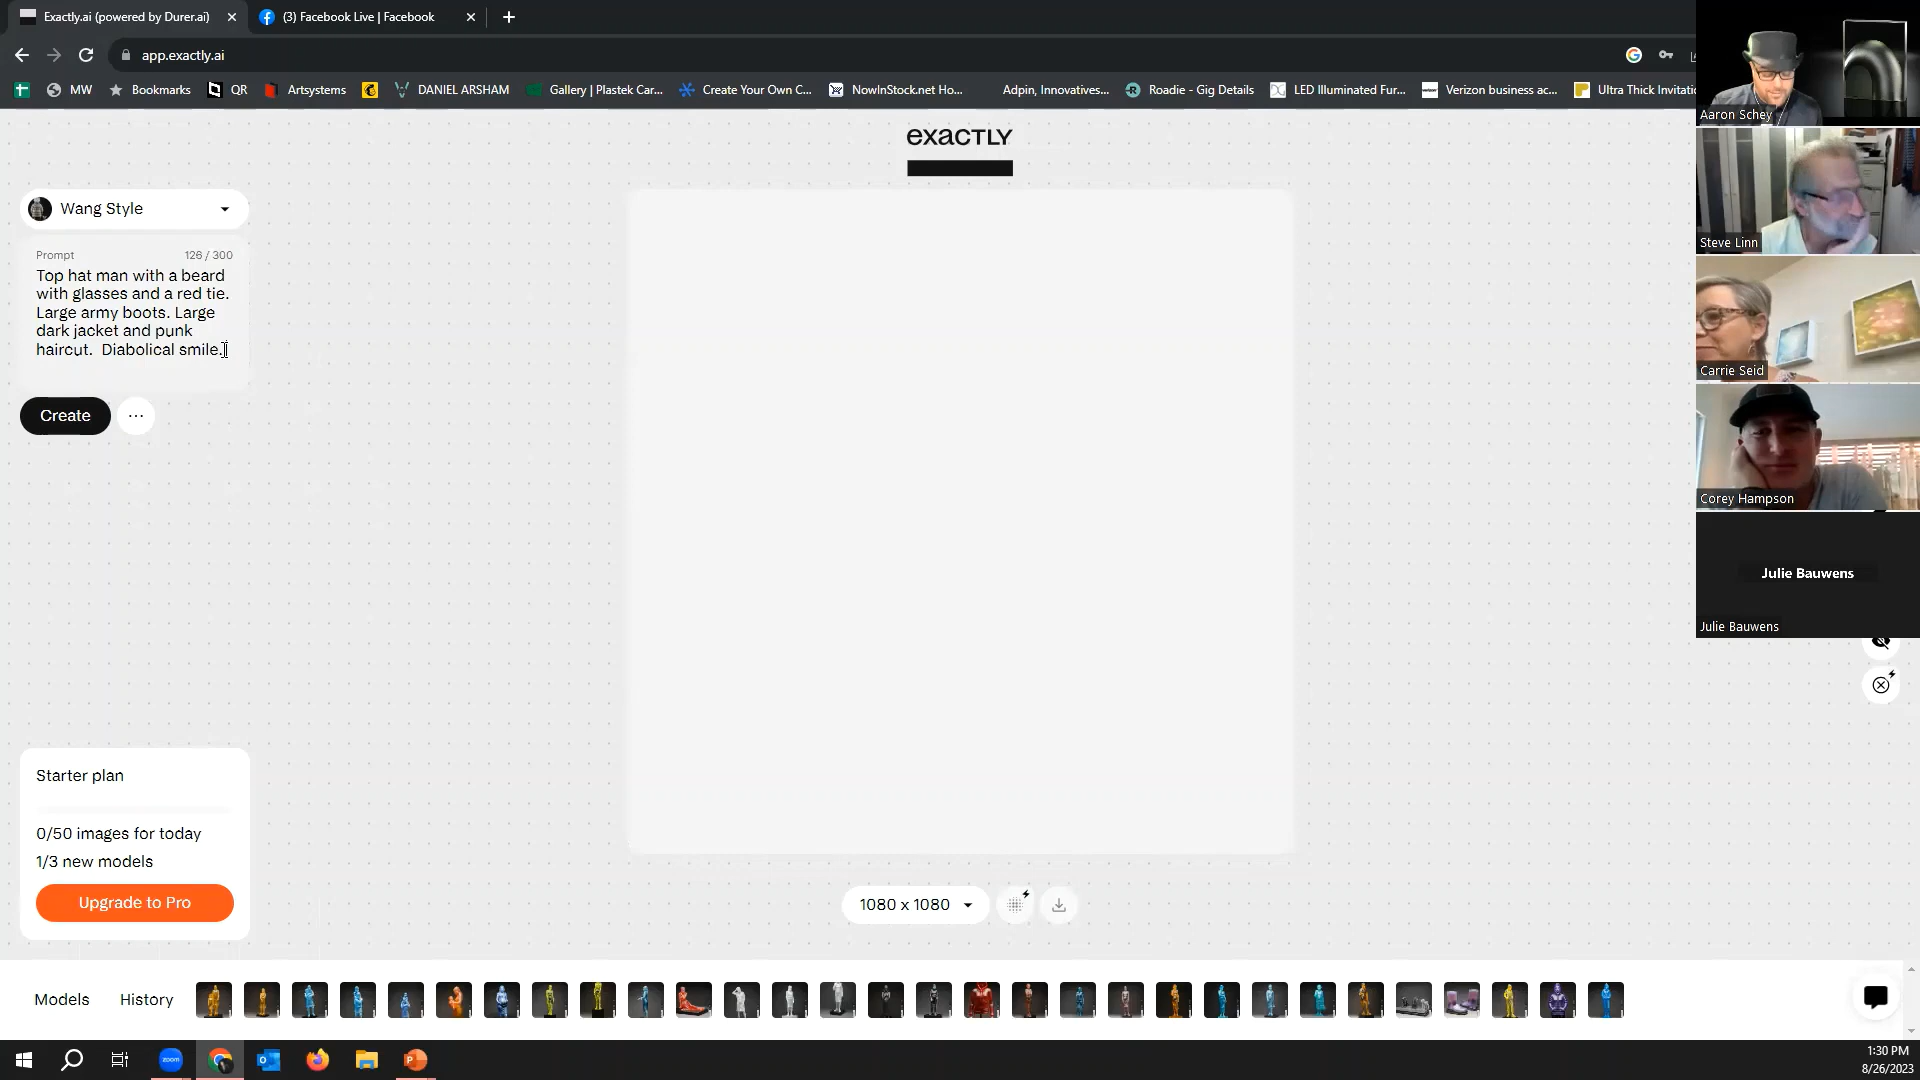 Exactly.ai (powered by Durer.ai)
(3) Facebook Live | Facebook
app.exactly.ai
MW
Bookmarks
QR
Artsystems
DANIEL ARSHAM
Gallery | Plastek Car...
Create Your Own C...
NowInStock.net Ho...
Adpin, Innovatives...
Roadie - Gig Details
LED Illuminated Fur...
Verizon business ac...
Ultra Thick Invitatio
exactly
Wang Style
Prompt
126 / 300
Top hat man with a beard
with glasses and a red tie.
Large army boots. Large
dark jacket and punk
haircut.  Diabolical smile.
Create
Starter plan
0/50 images for today
1/3 new models
Upgrade to Pro
1080 x 1080
Models
History
Aaron Schey
Steve Linn
Carrie Seid
Corey Hampson
Julie Bauwens
Julie Bauwens
zoom
1:30 PM
8/26/2023